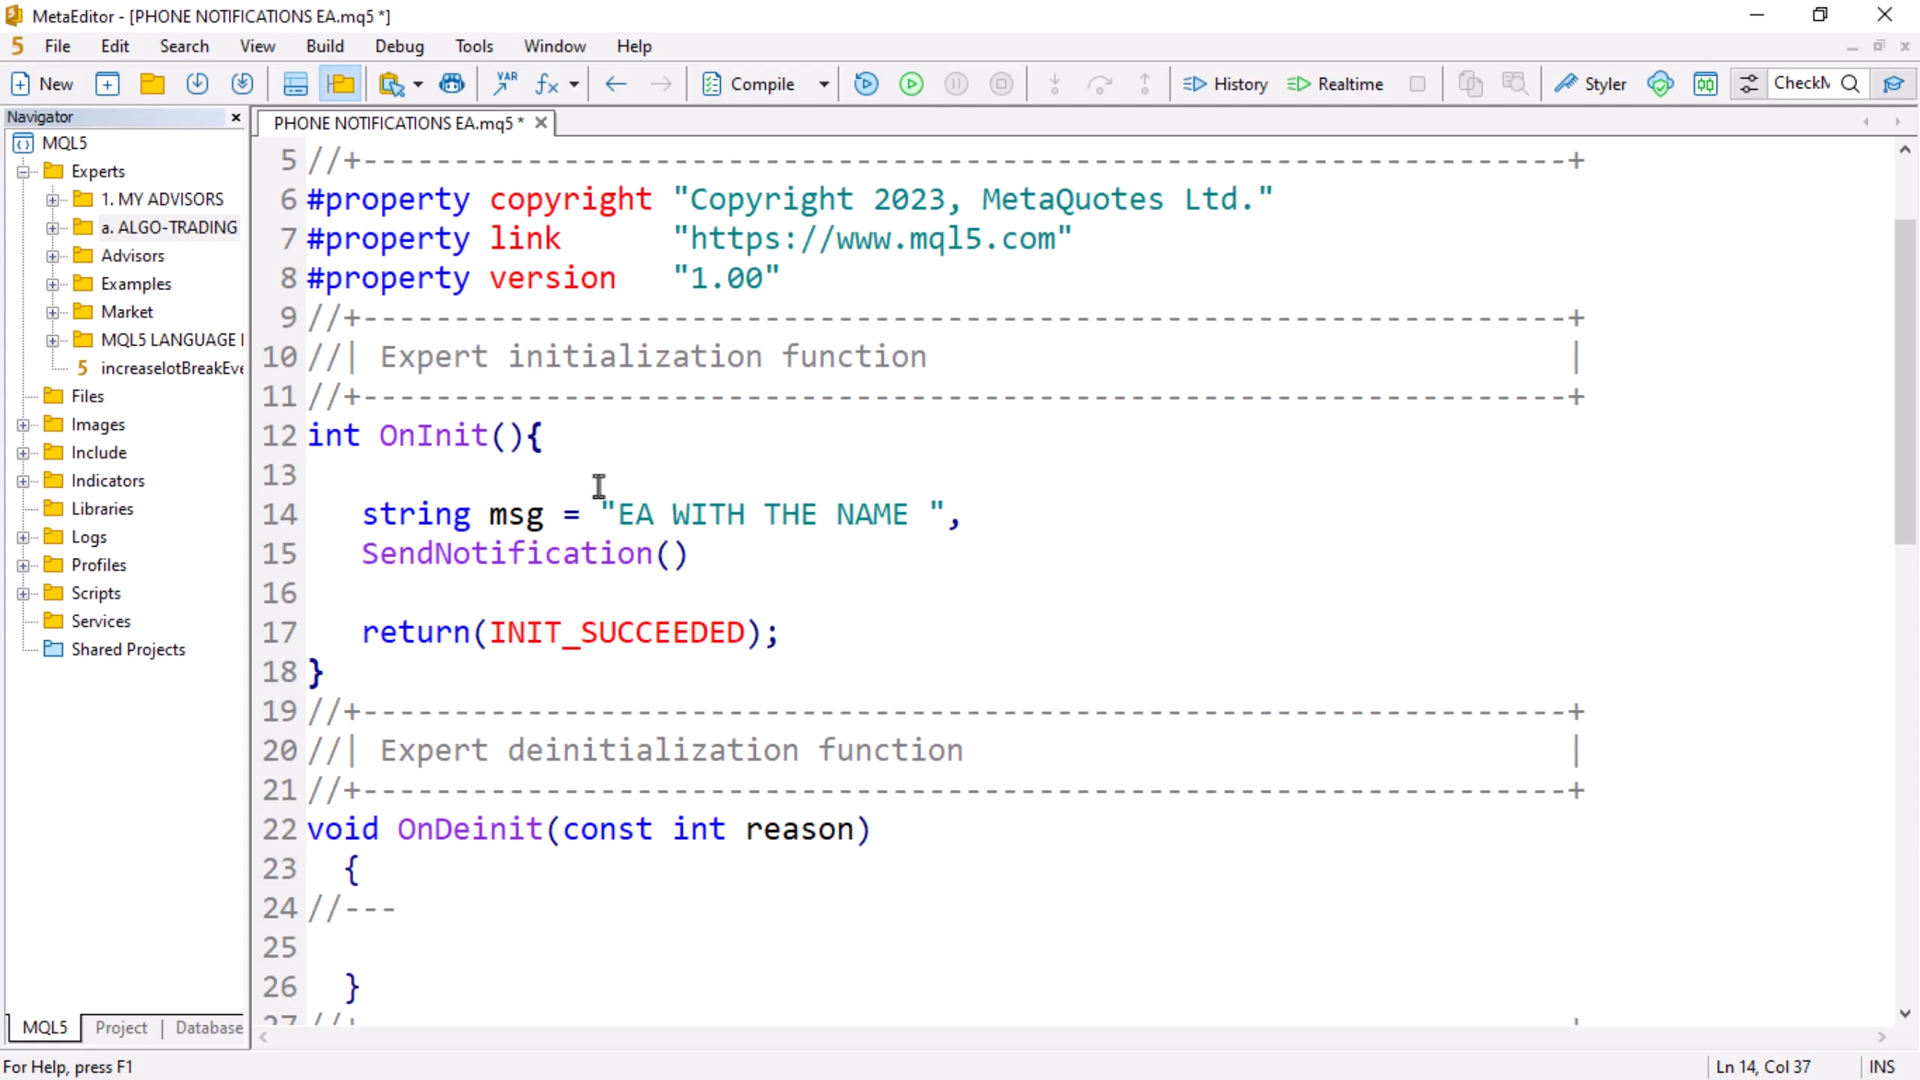 MetaEditor - [PHONE NOTIFICATIONS EA.mq5 *]
5 File Edit Search View Build Debug Tools Window Help
New VAR fx Compile History Realtime Styler CheckM
Navigator
PHONE NOTIFICATIONS EA.mq5 *
MQL5
Experts
1. MY ADVISORS
a. ALGO-TRADING
Advisors
Examples
Market
MQL5 LANGUAGE
5 increaselotBreakEve
Files
Images
Include
Indicators
Libraries
Logs
Profiles
Scripts
Services
Shared Projects
MQL5 Project Database
5 //+------------------------------------------------------------------+
6 #property copyright "Copyright 2023, MetaQuotes Ltd."
7 #property link      "https://www.mql5.com"
8 #property version   "1.00"
9 //+------------------------------------------------------------------+
10 //| Expert initialization function                                   |
11 //+------------------------------------------------------------------+
12 int OnInit(){
13
14    string msg = "EA WITH THE NAME ",
15    SendNotification()
16
17    return(INIT_SUCCEEDED);
18 }
19 //+------------------------------------------------------------------+
20 //| Expert deinitialization function                                 |
21 //+------------------------------------------------------------------+
22 void OnDeinit(const int reason)
23   {
24 //---
25
26   }
27 //+------------------------------------------------------------------+
For Help, press F1
Ln 14, Col 37 INS